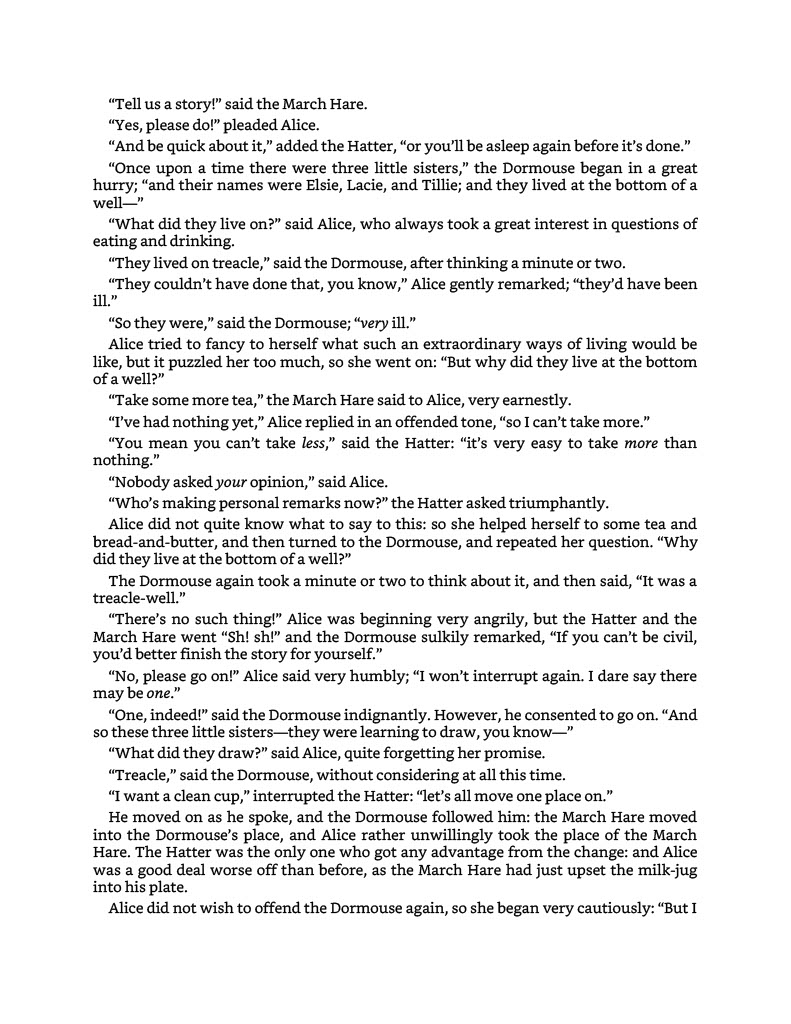 “Tell us a story!” said the March Hare.
“Yes, please do!” pleaded Alice.
“And be quick about it,” added the Hatter, “or you’ll be asleep again before it’s done.”
“Once upon a time there were three little sisters,” the Dormouse began in a great
hurry; “and their names were Elsie, Lacie, and Tillie; and they lived at the bottom of a
well—”
“What did they live on?” said Alice, who always took a great interest in questions of
eating and drinking.
“They lived on treacle,” said the Dormouse, after thinking a minute or two.
“They couldn’t have done that, you know,” Alice gently remarked; “they’d have been
ill.”
“So they were,” said the Dormouse; “very ill.”
Alice tried to fancy to herself what such an extraordinary ways of living would be
like, but it puzzled her too much, so she went on: “But why did they live at the bottom
of a well?”
“Take some more tea,” the March Hare said to Alice, very earnestly.
“I’ve had nothing yet,” Alice replied in an offended tone, “so I can’t take more.”
“You mean you can’t take less,” said the Hatter: “it’s very easy to take more than
nothing.”
“Nobody asked your opinion,” said Alice.
“Who’s making personal remarks now?” the Hatter asked triumphantly.
Alice did not quite know what to say to this: so she helped herself to some tea and
bread-and-butter, and then turned to the Dormouse, and repeated her question. “Why
did they live at the bottom of a well?”
The Dormouse again took a minute or two to think about it, and then said, “It was a
treacle-well.”
“There’s no such thing!” Alice was beginning very angrily, but the Hatter and the
March Hare went “Sh! sh!” and the Dormouse sulkily remarked, “If you can’t be civil,
you’d better finish the story for yourself.”
“No, please go on!” Alice said very humbly; “I won’t interrupt again. I dare say there
may be one.”
“One, indeed!” said the Dormouse indignantly. However, he consented to go on. “And
so these three little sisters—they were learning to draw, you know—”
“What did they draw?” said Alice, quite forgetting her promise.
“Treacle,” said the Dormouse, without considering at all this time.
“I want a clean cup,” interrupted the Hatter: “let’s all move one place on.”
He moved on as he spoke, and the Dormouse followed him: the March Hare moved
into the Dormouse’s place, and Alice rather unwillingly took the place of the March
Hare. The Hatter was the only one who got any advantage from the change: and Alice
was a good deal worse off than before, as the March Hare had just upset the milk-jug
into his plate.
Alice did not wish to offend the Dormouse again, so she began very cautiously: “But I